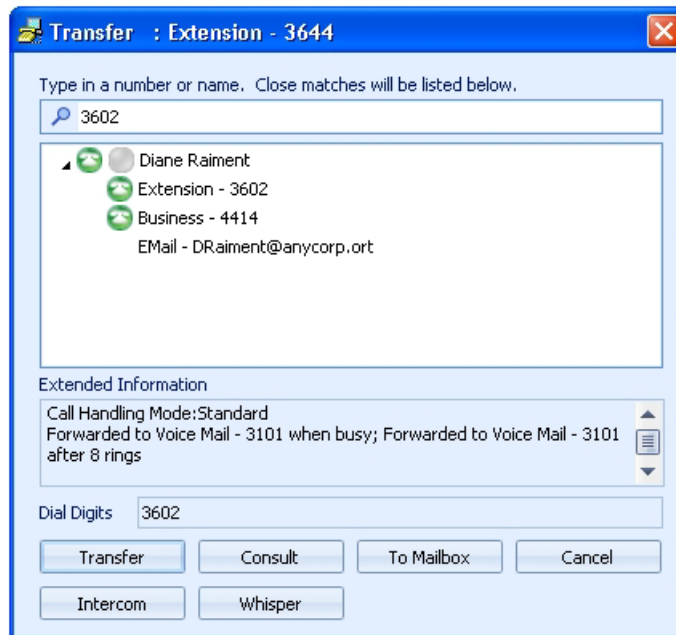 Transfer : Extension - 3644
Type in a number or name. Close matches will be listed below.
3602
Diane Raiment
Extension - 3602
Business - 4414
EMail - DRaiment@anycorp.ort
Extended Information
Call Handling Mode:Standard
Forwarded to Voice Mail - 3101 when busy; Forwarded to Voice Mail - 3101
after 8 rings
Dial Digits 3602
Transfer Consult To Mailbox Cancel
Intercom Whisper